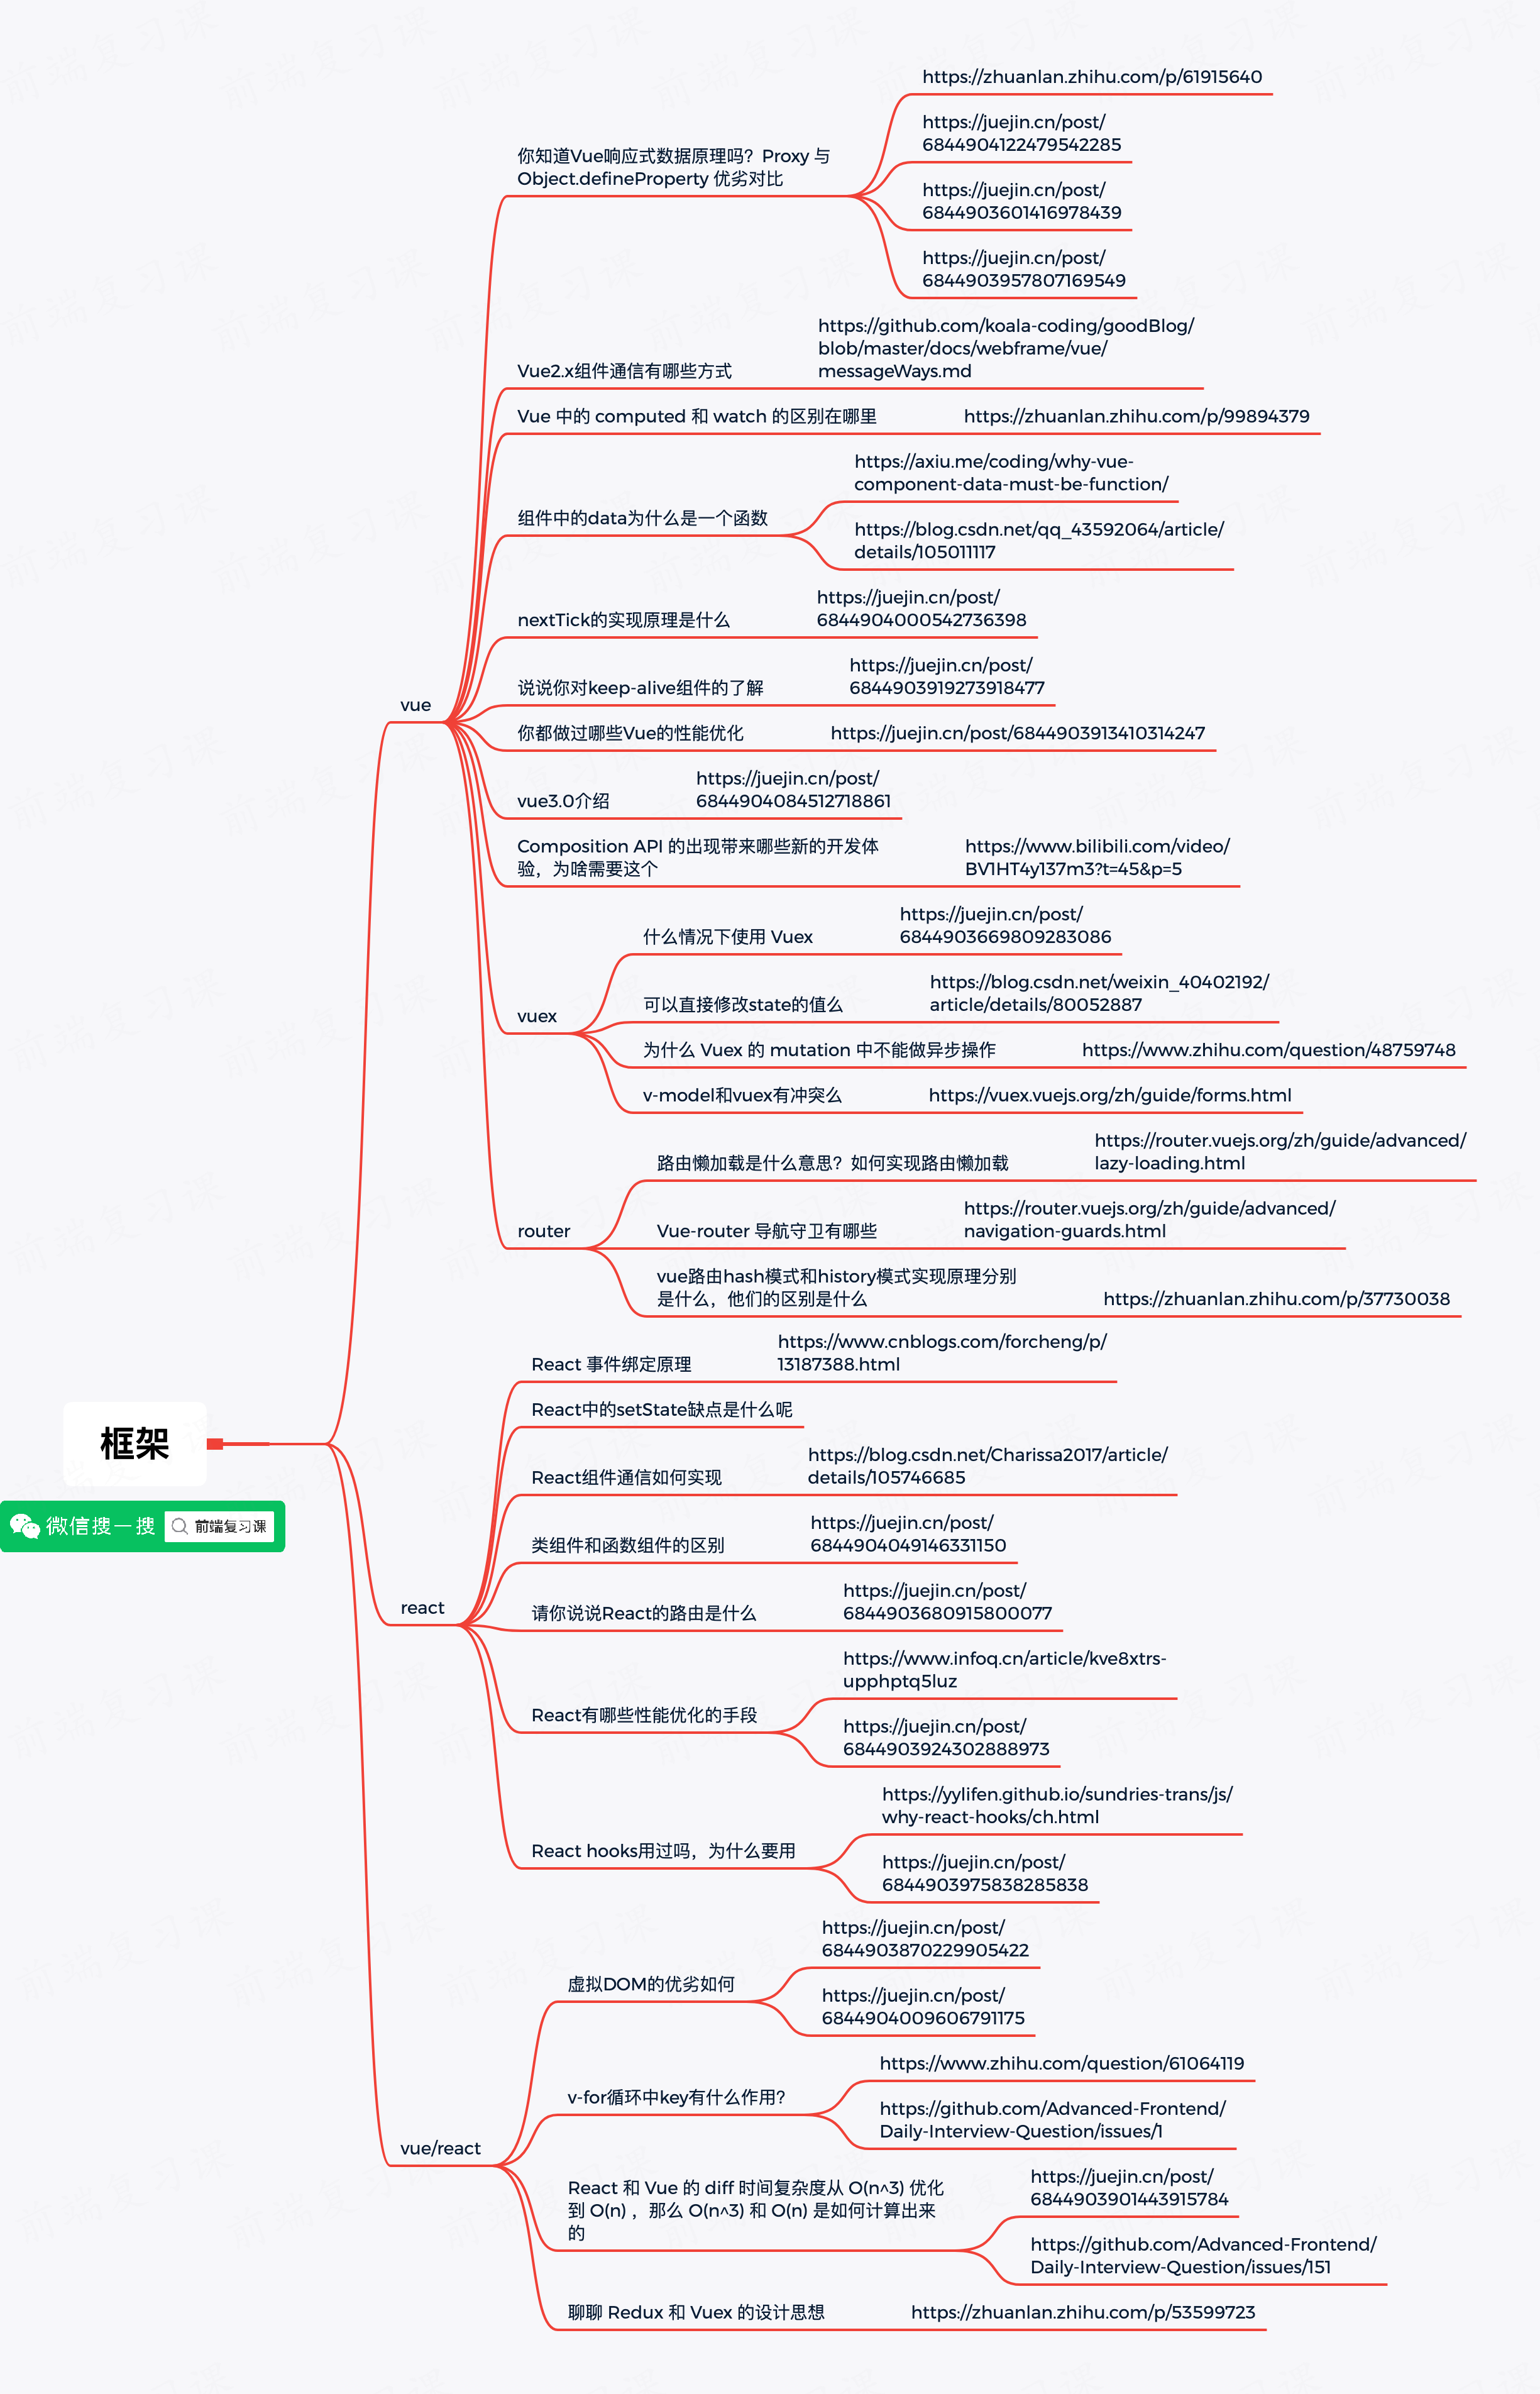 框架
微信搜一搜
前端复习课
vue
你知道Vue响应式数据原理吗？Proxy 与
Object.defineProperty 优劣对比
https://zhuanlan.zhihu.com/p/61915640
https://juejin.cn/post/
6844904122479542285
https://juejin.cn/post/
6844903601416978439
https://juejin.cn/post/
6844903957807169549
Vue2.x组件通信有哪些方式
https://github.com/koala-coding/goodBlog/
blob/master/docs/webframe/vue/
messageWays.md
Vue 中的 computed 和 watch 的区别在哪里
https://zhuanlan.zhihu.com/p/99894379
组件中的data为什么是一个函数
https://axiu.me/coding/why-vue-
component-data-must-be-function/
https://blog.csdn.net/qq_43592064/article/
details/105011117
nextTick的实现原理是什么
https://juejin.cn/post/
6844904000542736398
说说你对keep-alive组件的了解
https://juejin.cn/post/
6844903919273918477
你都做过哪些Vue的性能优化
https://juejin.cn/post/6844903913410314247
vue3.0介绍
https://juejin.cn/post/
6844904084512718861
Composition API 的出现带来哪些新的开发体
验，为啥需要这个
https://www.bilibili.com/video/
BV1HT4y137m3?t=45&p=5
vuex
什么情况下使用 Vuex
https://juejin.cn/post/
6844903669809283086
可以直接修改state的值么
https://blog.csdn.net/weixin_40402192/
article/details/80052887
为什么 Vuex 的 mutation 中不能做异步操作
https://www.zhihu.com/question/48759748
v-model和vuex有冲突么
https://vuex.vuejs.org/zh/guide/forms.html
router
路由懒加载是什么意思？如何实现路由懒加载
https://router.vuejs.org/zh/guide/advanced/
lazy-loading.html
Vue-router 导航守卫有哪些
https://router.vuejs.org/zh/guide/advanced/
navigation-guards.html
vue路由hash模式和history模式实现原理分别
是什么，他们的区别是什么
https://zhuanlan.zhihu.com/p/37730038
react
React 事件绑定原理
https://www.cnblogs.com/forcheng/p/
13187388.html
React中的setState缺点是什么呢
React组件通信如何实现
https://blog.csdn.net/Charissa2017/article/
details/105746685
类组件和函数组件的区别
https://juejin.cn/post/
6844904049146331150
请你说说React的路由是什么
https://juejin.cn/post/
6844903680915800077
React有哪些性能优化的手段
https://www.infoq.cn/article/kve8xtrs-
upphptq5luz
https://juejin.cn/post/
6844903924302888973
React hooks用过吗，为什么要用
https://yylifen.github.io/sundries-trans/js/
why-react-hooks/ch.html
https://juejin.cn/post/
6844903975838285838
vue/react
虚拟DOM的优劣如何
https://juejin.cn/post/
6844903870229905422
https://juejin.cn/post/
6844904009606791175
v-for循环中key有什么作用?
https://www.zhihu.com/question/61064119
https://github.com/Advanced-Frontend/
Daily-Interview-Question/issues/1
React 和 Vue 的 diff 时间复杂度从 O(n^3) 优化
到 O(n) ，那么 O(n^3) 和 O(n) 是如何计算出来
的
https://juejin.cn/post/
6844903901443915784
https://github.com/Advanced-Frontend/
Daily-Interview-Question/issues/151
聊聊 Redux 和 Vuex 的设计思想
https://zhuanlan.zhihu.com/p/53599723